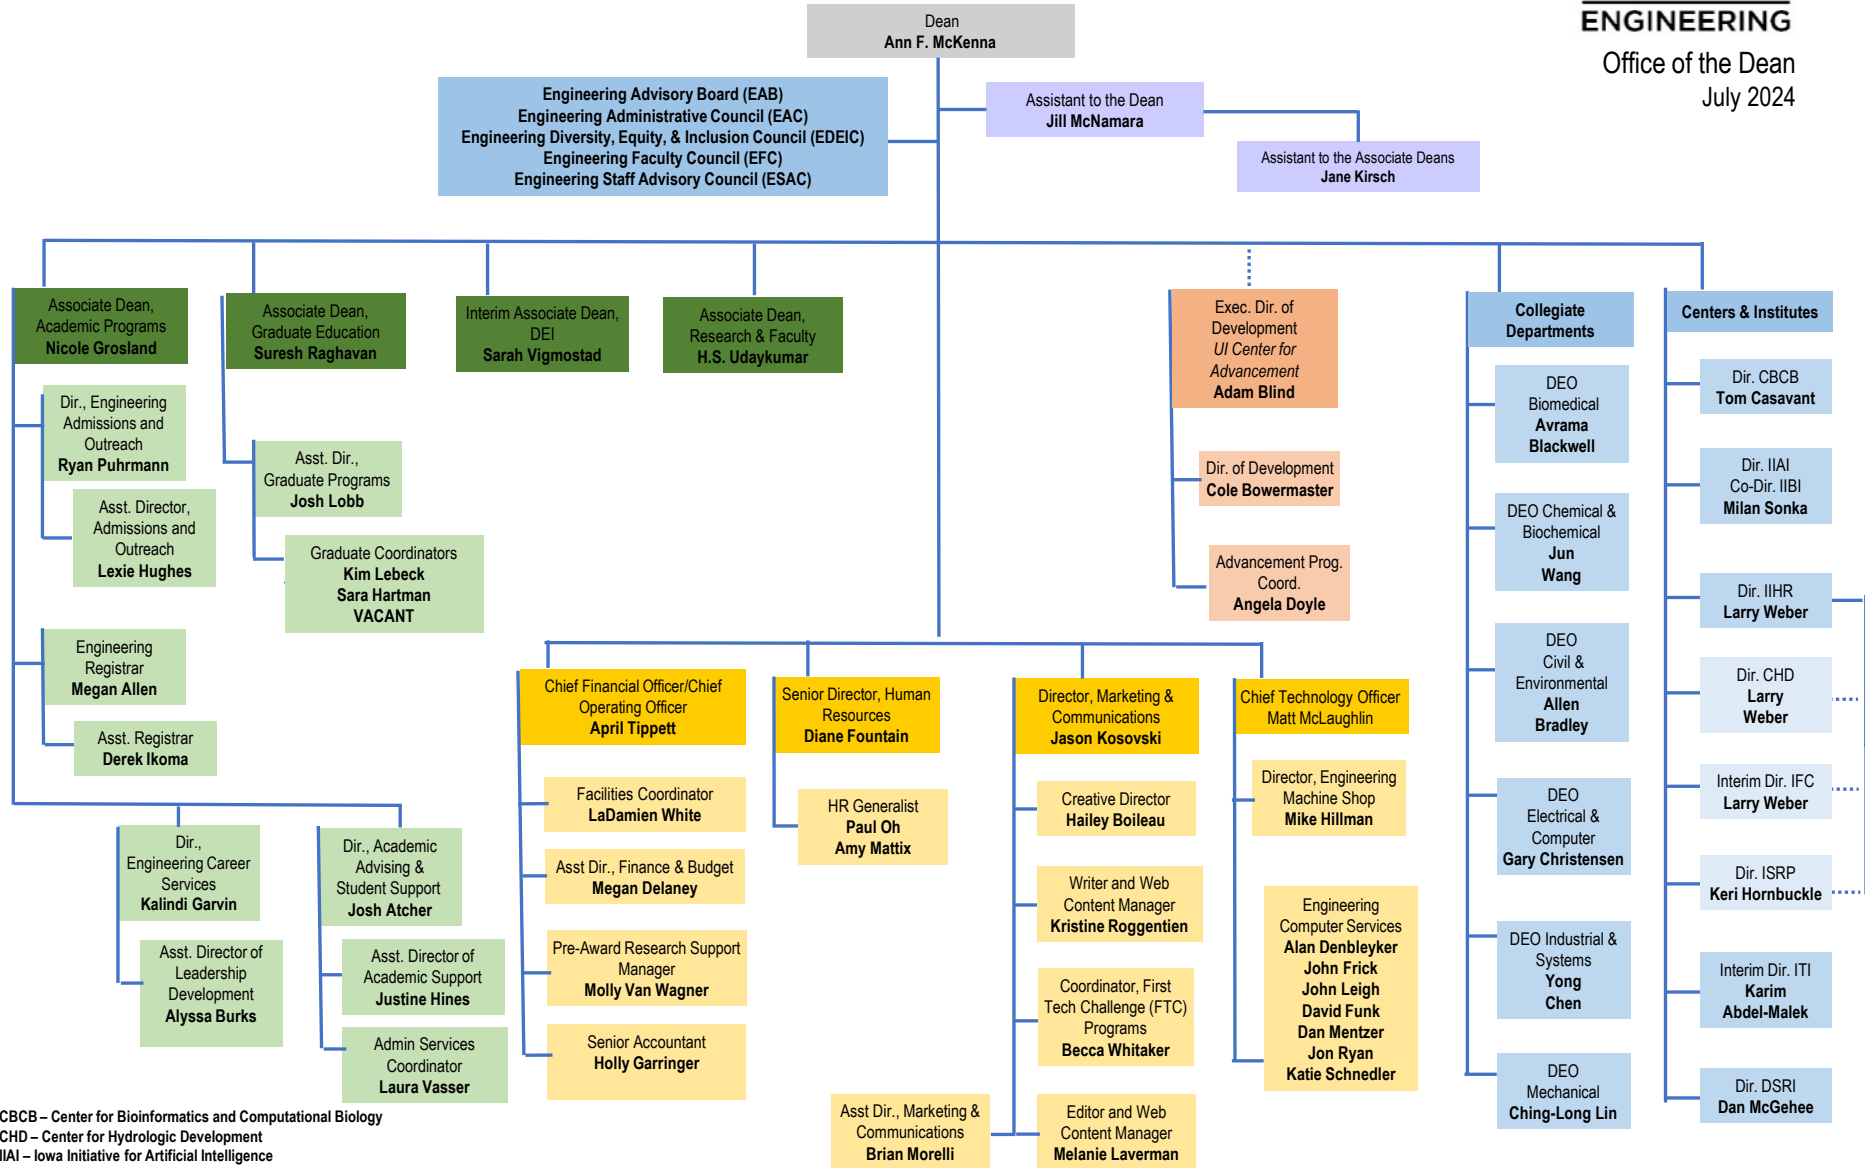 ENGINEERING
Office of the Dean
July 2024
Dean
Ann F. McKenna
Engineering Advisory Board (EAB)
Engineering Administrative Council (EAC)
Engineering Diversity, Equity, & Inclusion Council (EDEIC)
Engineering Faculty Council (EFC)
Engineering Staff Advisory Council (ESAC)
Assistant to the Dean
Jill McNamara
Assistant to the Associate Deans
Jane Kirsch
Associate Dean,
Academic Programs
Nicole Grosland
Associate Dean,
Graduate Education
Suresh Raghavan
Interim Associate Dean,
DEI
Sarah Vigmostad
Associate Dean,
Research & Faculty
H.S. Udaykumar
Exec. Dir. of
Development
UI Center for
Advancement
Adam Blind
Collegiate
Departments
Centers & Institutes
Dir., Engineering
Admissions and
Outreach
Ryan Puhrmann
Asst. Director,
Admissions and
Outreach
Lexie Hughes
Engineering
Registrar
Megan Allen
Asst. Registrar
Derek Ikoma
Dir.,
Engineering Career
Services
Kalindi Garvin
Asst. Director of
Leadership
Development
Alyssa Burks
Dir., Academic
Advising &
Student Support
Josh Atcher
Asst. Director of
Academic Support
Justine Hines
Admin Services
Coordinator
Laura Vasser
Asst. Dir.,
Graduate Programs
Josh Lobb
Graduate Coordinators
Kim Lebeck
Sara Hartman
VACANT
Dir. of Development
Cole Bowermaster
Advancement Prog.
Coord.
Angela Doyle
Chief Financial Officer/Chief
Operating Officer
April Tippett
Facilities Coordinator
LaDamien White
Asst Dir., Finance & Budget
Megan Delaney
Pre-Award Research Support
Manager
Molly Van Wagner
Senior Accountant
Holly Garringer
Senior Director, Human
Resources
Diane Fountain
HR Generalist
Paul Oh
Amy Mattix
Director, Marketing &
Communications
Jason Kosovski
Creative Director
Hailey Boileau
Writer and Web
Content Manager
Kristine Roggentien
Coordinator, First
Tech Challenge (FTC)
Programs
Becca Whitaker
Asst Dir., Marketing &
Communications
Brian Morelli
Editor and Web
Content Manager
Melanie Laverman
Chief Technology Officer
Matt McLaughlin
Director, Engineering
Machine Shop
Mike Hillman
Engineering
Computer Services
Alan Denbleyker
John Frick
John Leigh
David Funk
Dan Mentzer
Jon Ryan
Katie Schnedler
DEO
Biomedical
Avrama
Blackwell
DEO Chemical &
Biochemical
Jun
Wang
DEO
Civil &
Environmental
Allen
Bradley
DEO
Electrical &
Computer
Gary Christensen
DEO Industrial &
Systems
Yong
Chen
DEO
Mechanical
Ching-Long Lin
Dir. CBCB
Tom Casavant
Dir. IIAI
Co-Dir. IIBI
Milan Sonka
Dir. IIHR
Larry Weber
Dir. CHD
Larry
Weber
Interim Dir. IFC
Larry Weber
Dir. ISRP
Keri Hornbuckle
Interim Dir. ITI
Karim
Abdel-Malek
Dir. DSRI
Dan McGehee
CBCB – Center for Bioinformatics and Computational Biology
CHD – Center for Hydrologic Development
IIAI – Iowa Initiative for Artificial Intelligence